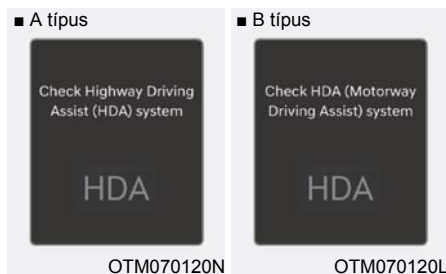 ■ A típus
Check Highway Driving
Assist (HDA) system
HDA
OTM070120N
■ B típus
Check HDA (Motorway
Driving Assist) system
HDA
OTM070120L